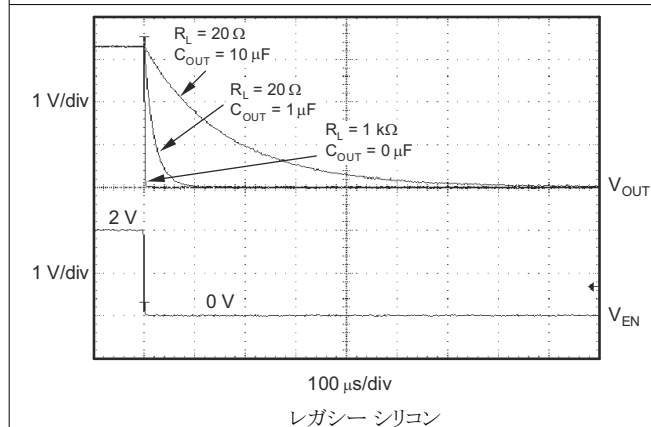 R_L = 20 Ω
C_OUT = 10 µF
R_L = 20 Ω
C_OUT = 1 µF
1 V/div
R_L = 1 kΩ
C_OUT = 0 µF
V_OUT
2 V
1 V/div
0 V
V_EN
100 µs/div
レガシー シリコン